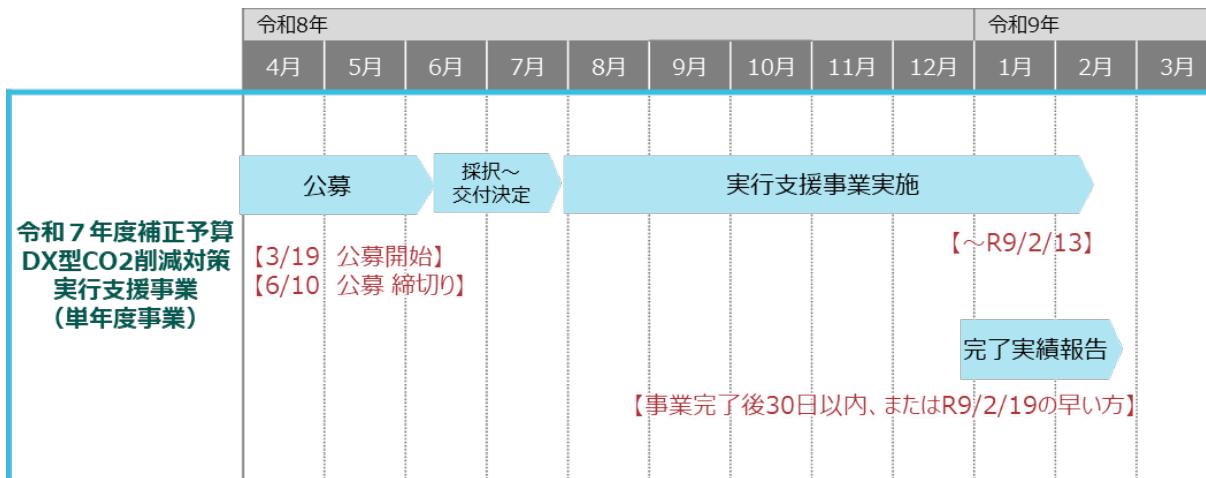 令和8年
令和9年
4月 5月 6月 7月 8月 9月 10月 11月 12月 1月 2月 3月
令和７年度補正予算
DX型CO2削減対策
実行支援事業
（単年度事業）
公募
採択～
交付決定
実行支援事業実施
【3/19 公募開始】
【6/10 公募 締切り】
【～R9/2/13】
完了実績報告
【事業完了後30日以内、またはR9/2/19の早い方】